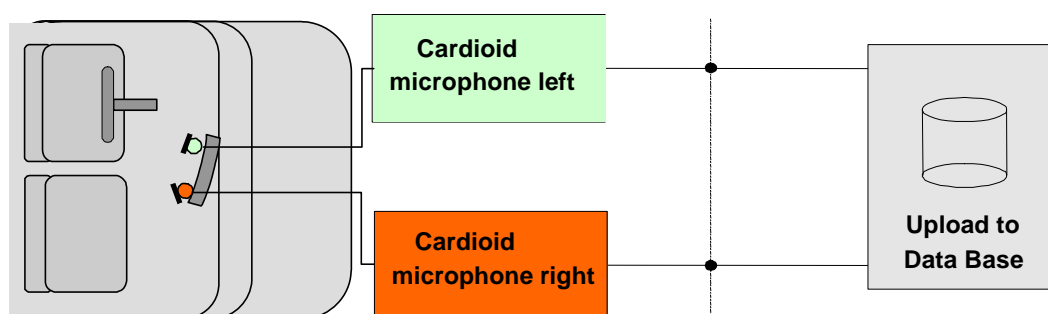 Cardioid
microphone left
Cardioid
microphone right
Upload to
Data Base